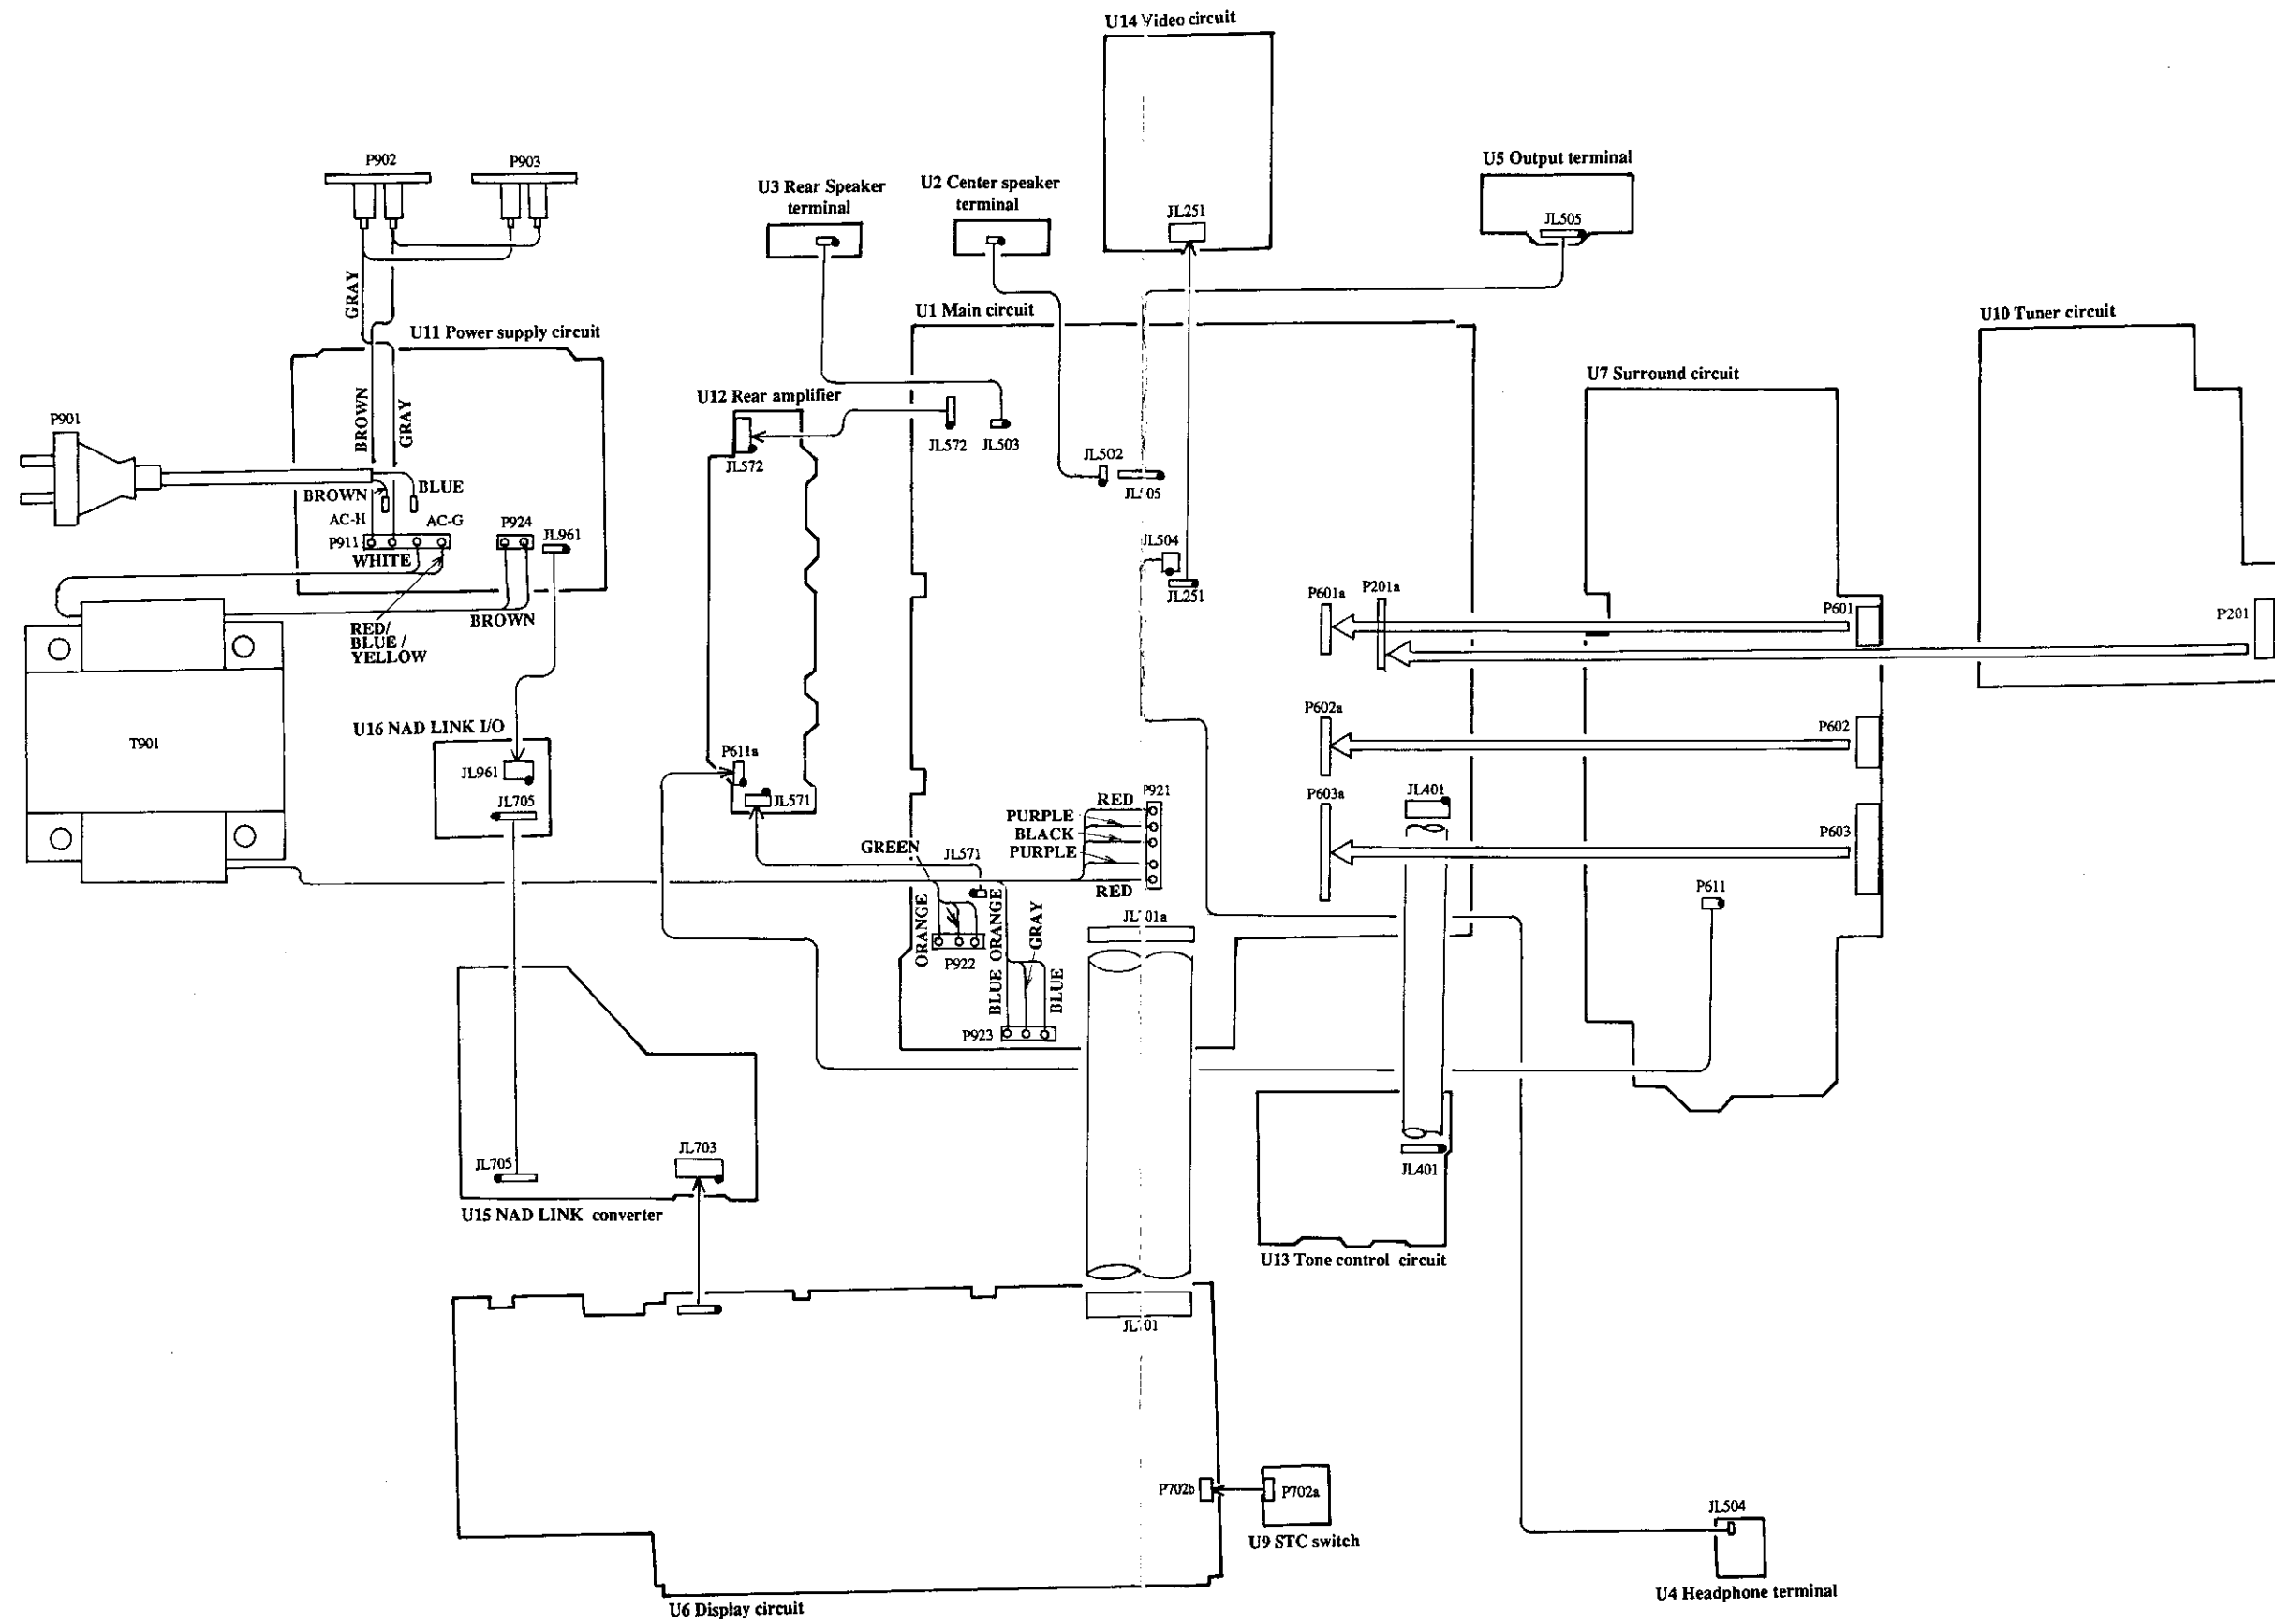 U14 Video circuit
P902
P903
U5 Output terminal
U3 Rear Speaker
terminal
U2 Center speaker
terminal
JL251
JL505
GRAY
U1 Main circuit
U10 Tuner circuit
U11 Power supply circuit
U7 Surround circuit
U12 Rear amplifier
P901
BROWN
GRAY
JL572
JL503
JL572
JL502
BLUE
BROWN
JL505
AC-H
AC-G
P924
P911
JL961
JL504
WHITE
JL251
P601a
P201a
P601
P201
BROWN
RED/
BLUE /
YELLOW
U16 NAD LINK I/O
P602a
P602
T901
P611a
JL961
JL705
JL571
RED
P921
PURPLE
BLACK
PURPLE
P603a
JL401
P603
GREEN
JL571
RED
P611
ORANGE
BLUE ORANGE
GRAY
BLUE
P922
P923
JL705
JL703
JL401
U15 NAD LINK converter
U13 Tone control circuit
P702b
P702a
U9 STC switch
JL504
U4 Headphone terminal
U6 Display circuit